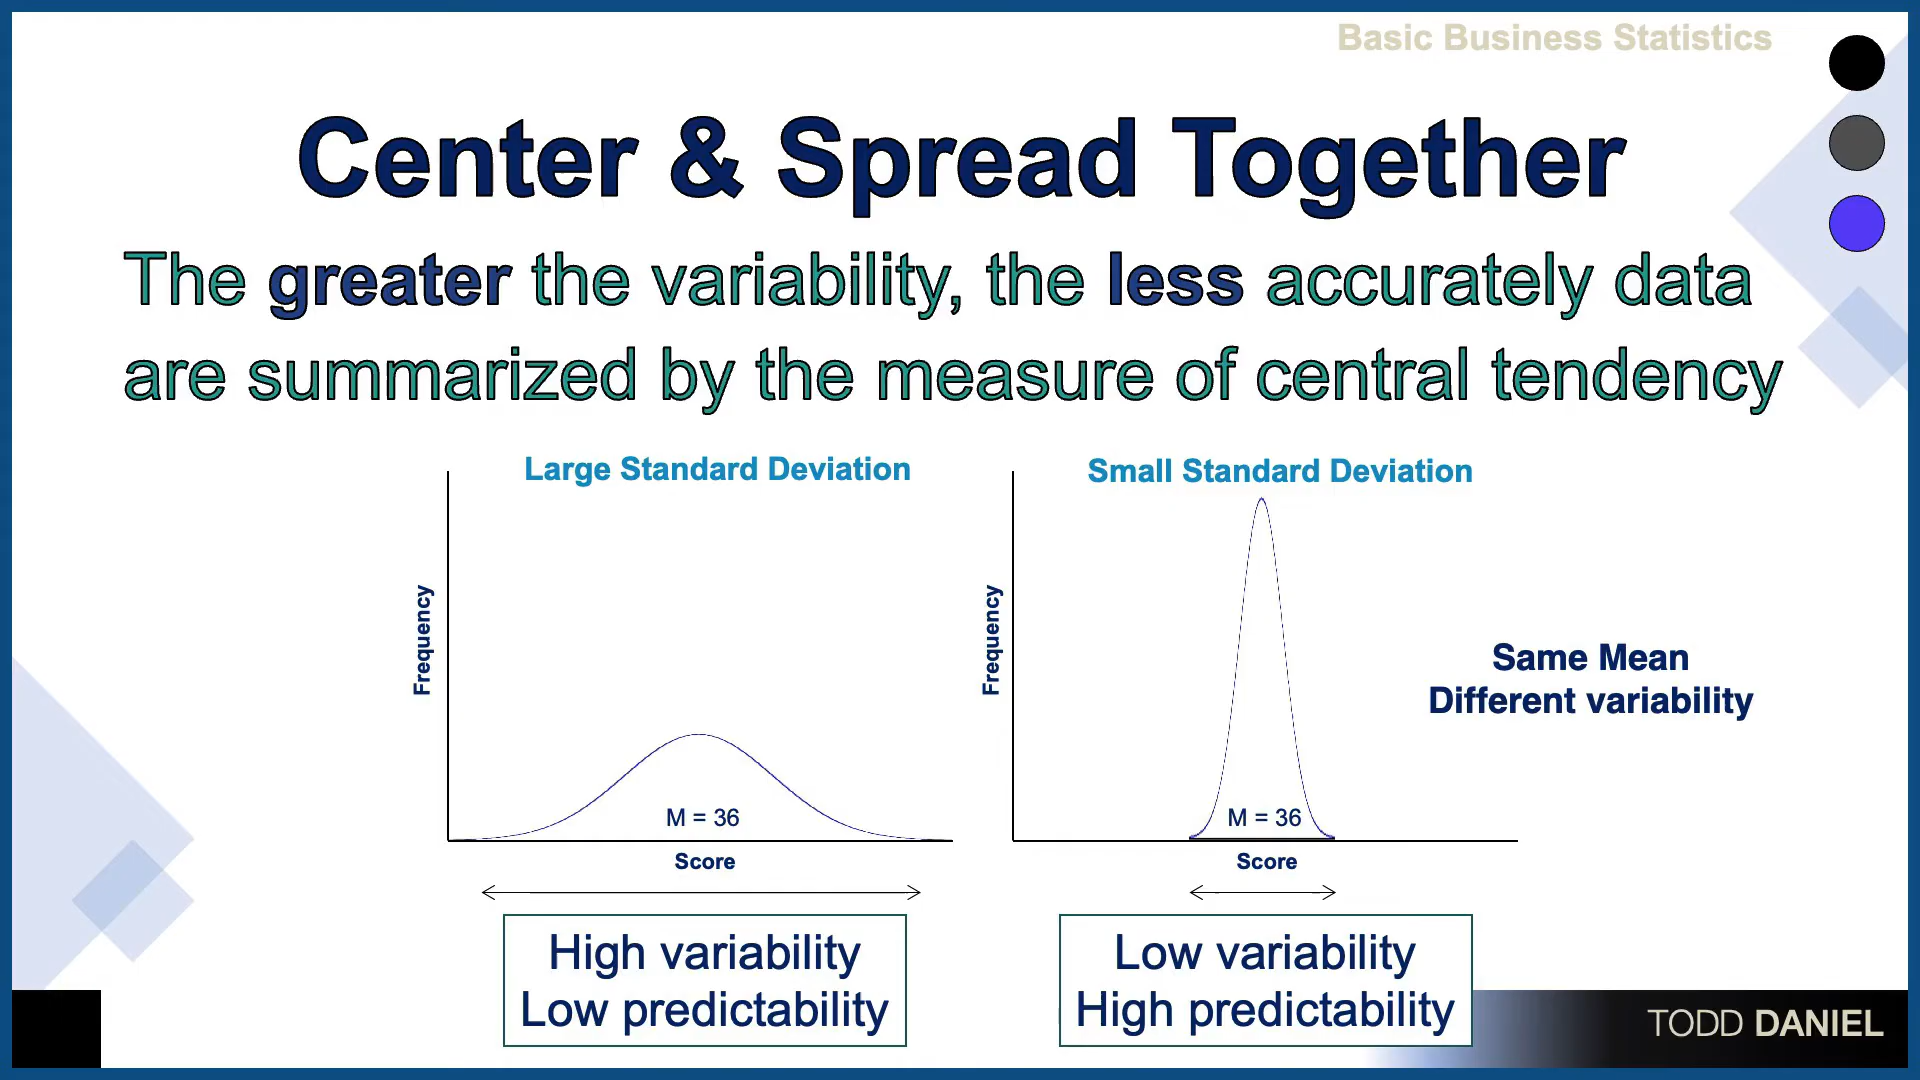 Basic Business Statistics
Center & Spread Together
The greater the variability, the less accurately data
are summarized by the measure of central tendency
Large Standard Deviation
Frequency
M = 36
Score
High variability
Low predictability
Small Standard Deviation
Frequency
M = 36
Score
Low variability
High predictability
Same Mean
Different variability
TODD DANIEL